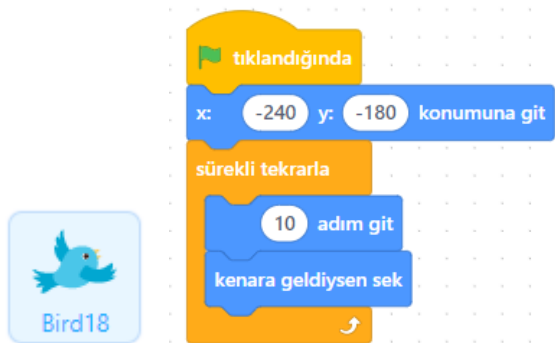 tıklandığında
x: -240 y: -180 konumuna git
sürekli tekrarla
10 adım git
kenara geldiysen sek
Bird18